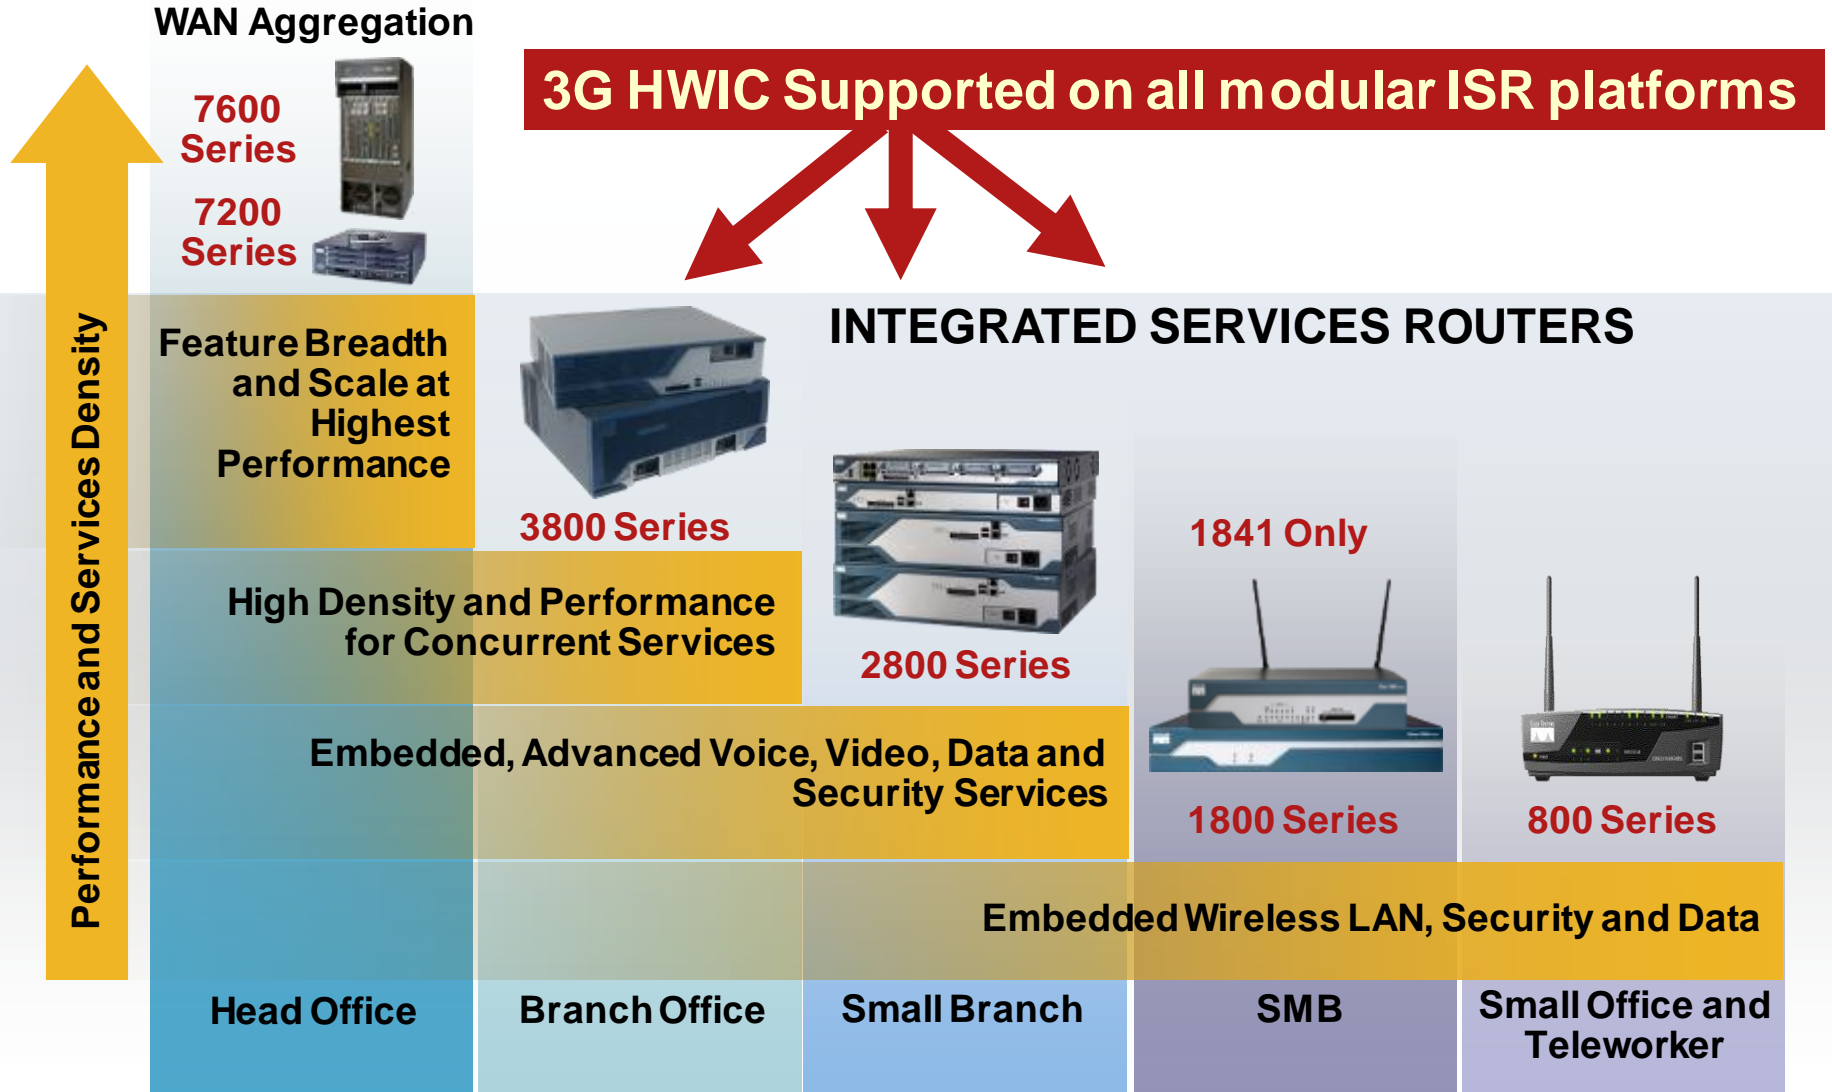 WAN Aggregation
3G HWIC Supported on all modular ISR platforms
7600
Series
7200
Series
Performance and Services Density
INTEGRATED SERVICES ROUTERS
Feature Breadth
and Scale at
Highest
Performance
3800 Series
1841 Only
High Density and Performance
for Concurrent Services
2800 Series
Embedded, Advanced Voice, Video, Data and
Security Services
1800 Series
800 Series
Embedded Wireless LAN, Security and Data
Head Office
Branch Office
Small Branch
SMB
Small Office and
Teleworker